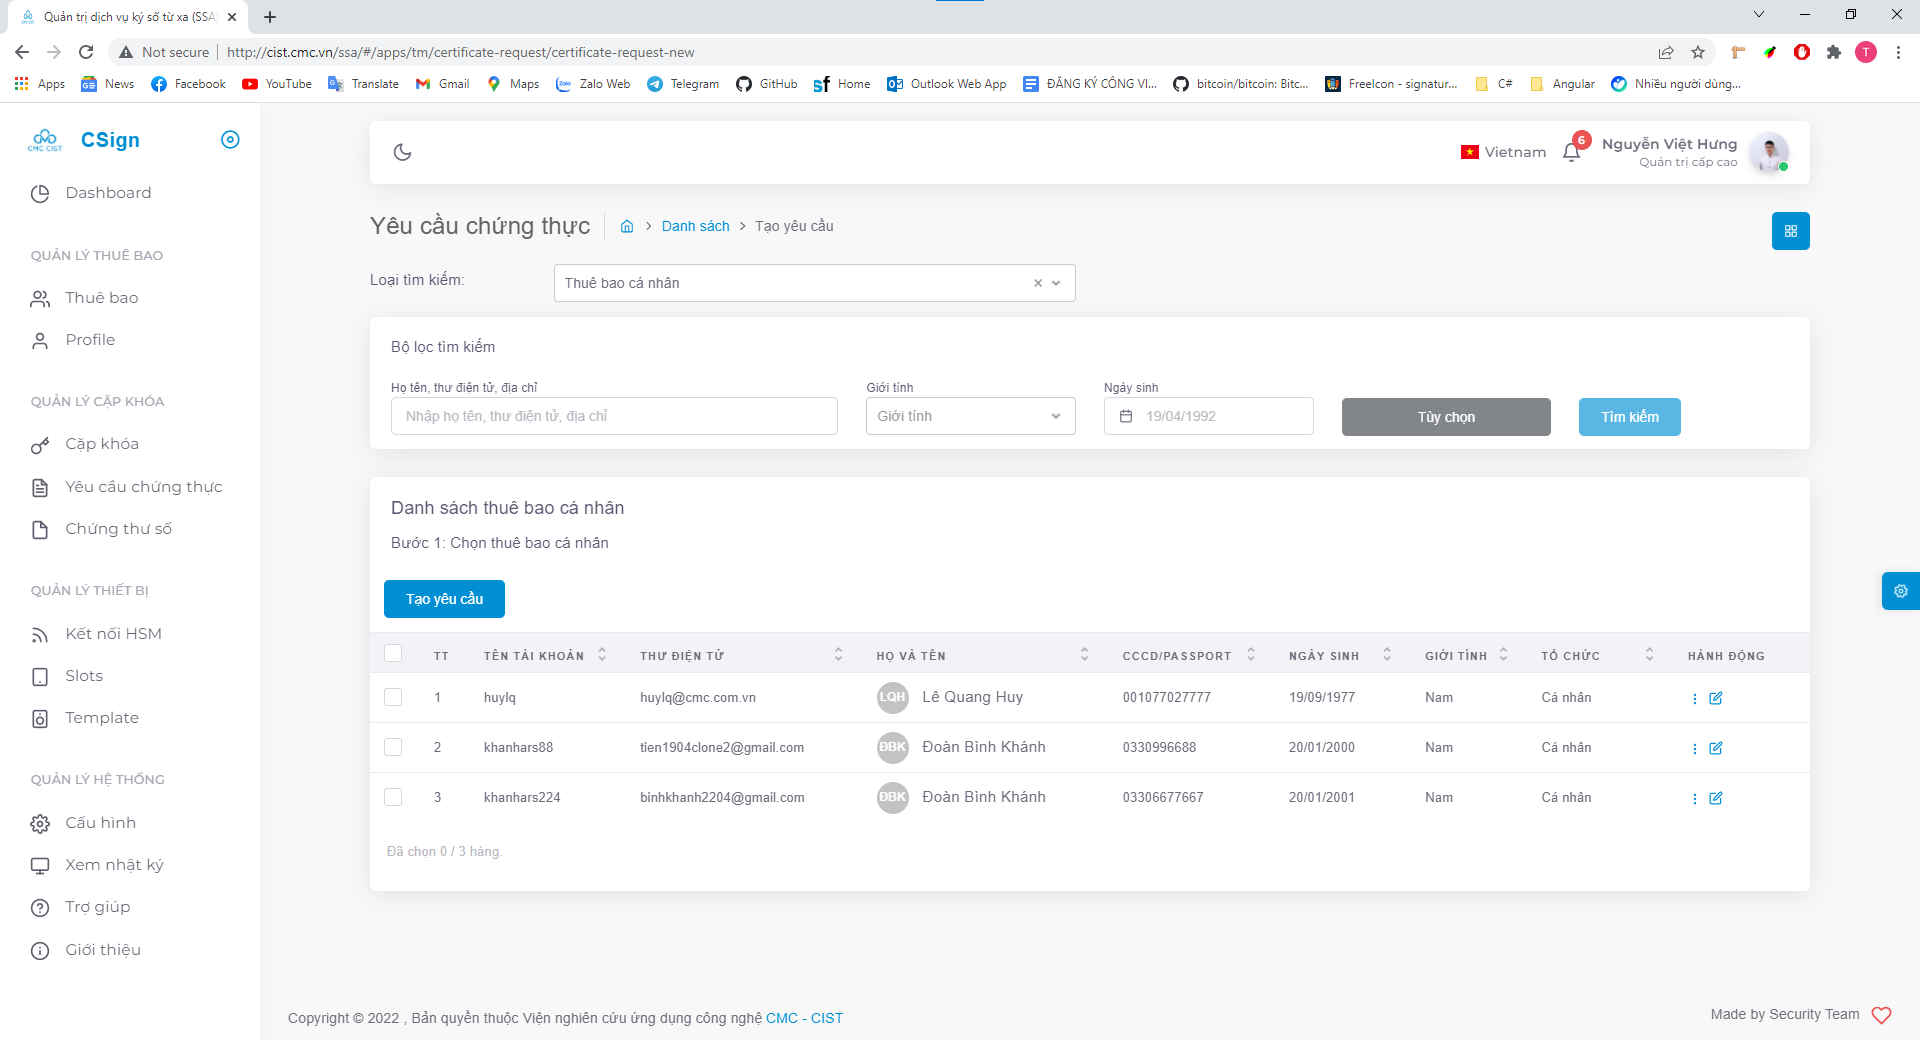 Quản trị dịch vụ ký số từ xa (SSA)
Not secure | http://cist.cmc.vn/ssa/#/apps/tm/certificate-request/certificate-request-new
T
Apps News Facebook YouTube Translate Gmail Maps Zalo Web Telegram GitHub Home Outlook Web App ĐĂNG KÝ CÔNG VI... bitcoin/bitcoin: Bitc... FreeIcon - signatur... C# Angular Nhiều người dùng...
CMC CIST
CSign
Dashboard
QUẢN LÝ THUÊ BAO
Thuê bao
Profile
QUẢN LÝ CẶP KHÓA
Cặp khóa
Yêu cầu chứng thực
Chứng thư số
QUẢN LÝ THIẾT BỊ
Kết nối HSM
Slots
Template
QUẢN LÝ HỆ THỐNG
Cấu hình
Xem nhật ký
Trợ giúp
Giới thiệu
Vietnam
6
Nguyễn Việt Hưng
Quản trị cấp cao
Yêu cầu chứng thực
Danh sách > Tạo yêu cầu
Loại tìm kiếm:
Thuê bao cá nhân
Bộ lọc tìm kiếm
Họ tên, thư điện tử, địa chỉ
Nhập họ tên, thư điện tử, địa chỉ
Giới tính
Giới tính
Ngày sinh
19/04/1992
Tùy chọn
Tìm kiếm
Danh sách thuê bao cá nhân
Bước 1: Chọn thuê bao cá nhân
Tạo yêu cầu
TT TÊN TÀI KHOẢN THƯ ĐIỆN TỬ HỌ VÀ TÊN CCCD/PASSPORT NGÀY SINH GIỚI TÍNH TỔ CHỨC HÀNH ĐỘNG
1 huylq huylq@cmc.com.vn LQH Lê Quang Huy 001077027777 19/09/1977 Nam Cá nhân
2 khanhars88 tien1904clone2@gmail.com ĐBK Đoàn Bình Khánh 0330996688 20/01/2000 Nam Cá nhân
3 khanhars224 binhkhanh2204@gmail.com ĐBK Đoàn Bình Khánh 03306677667 20/01/2001 Nam Cá nhân
Đã chọn 0 / 3 hàng.
Copyright © 2022 , Bản quyền thuộc Viện nghiên cứu ứng dụng công nghệ CMC - CIST
Made by Security Team